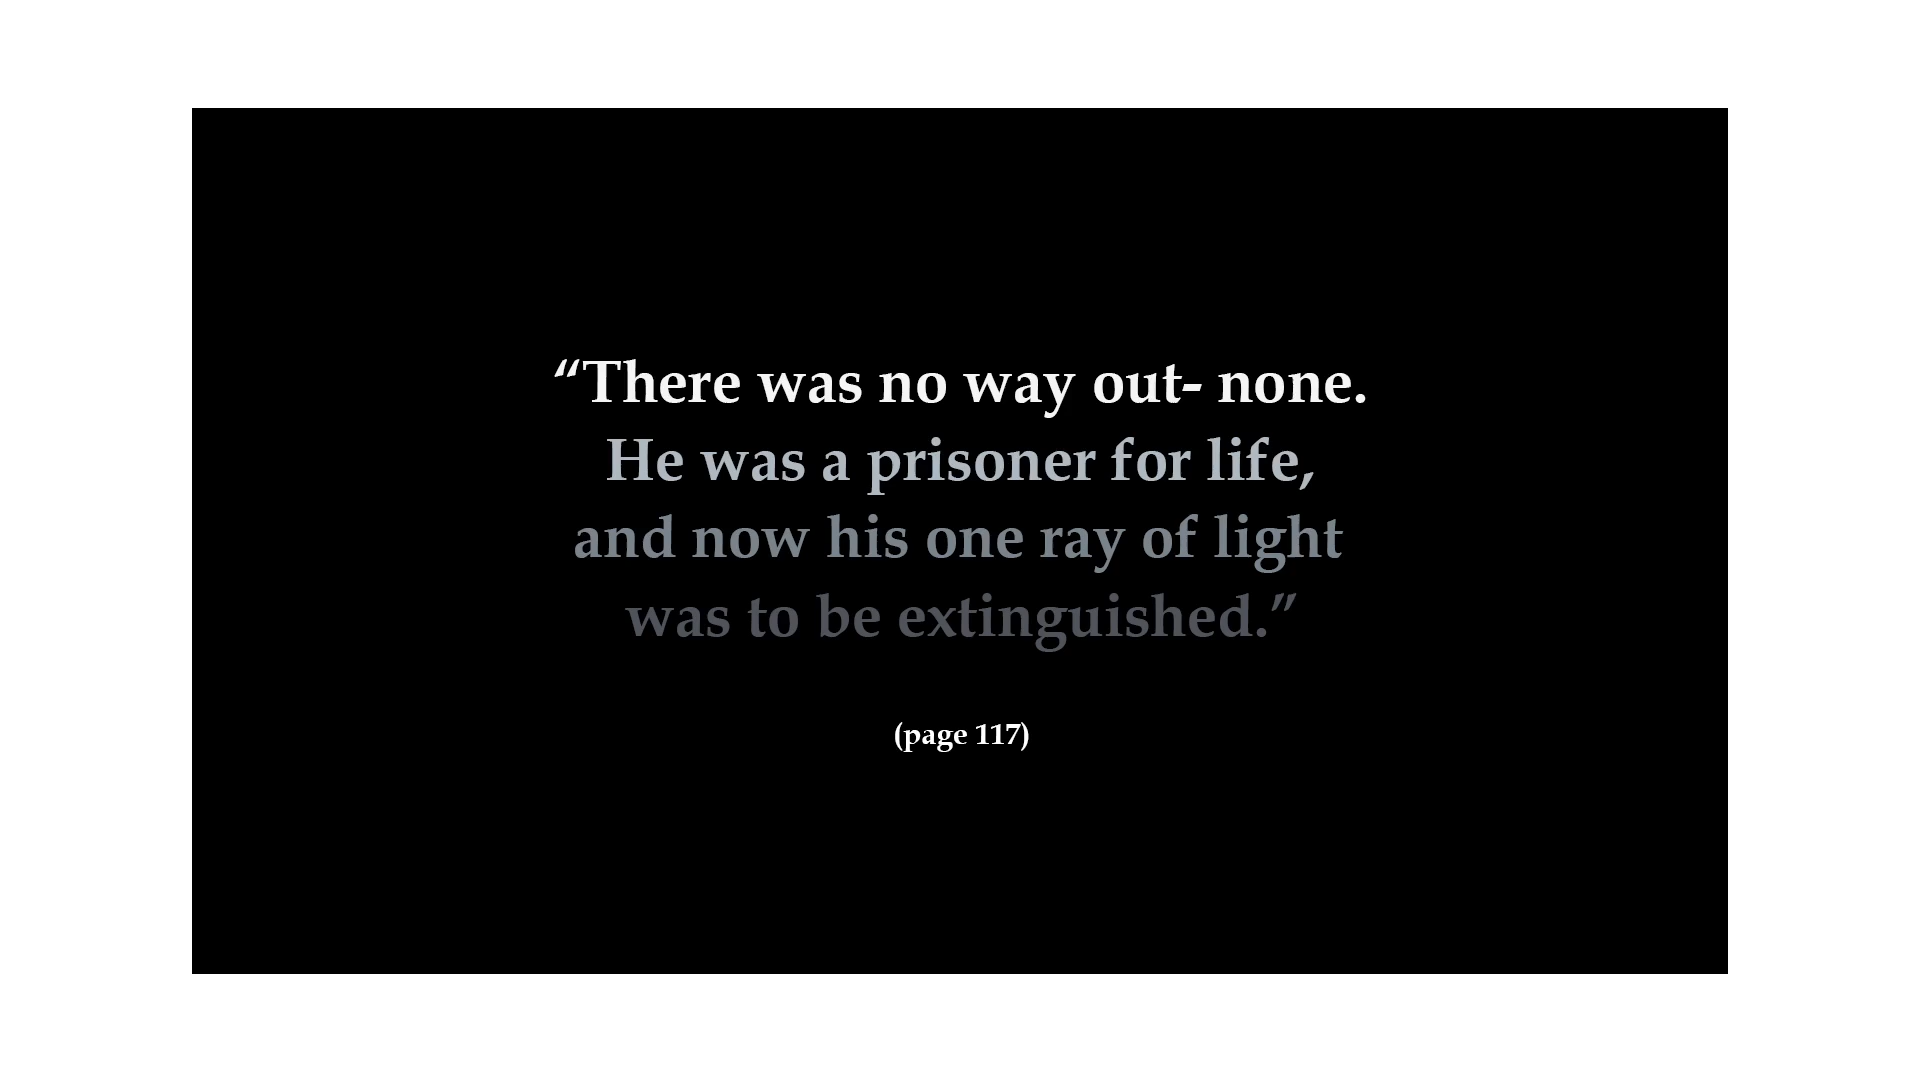 “There was no way out- none.
He was a prisoner for life,
and now his one ray of light
was to be extinguished.”
(page 117)